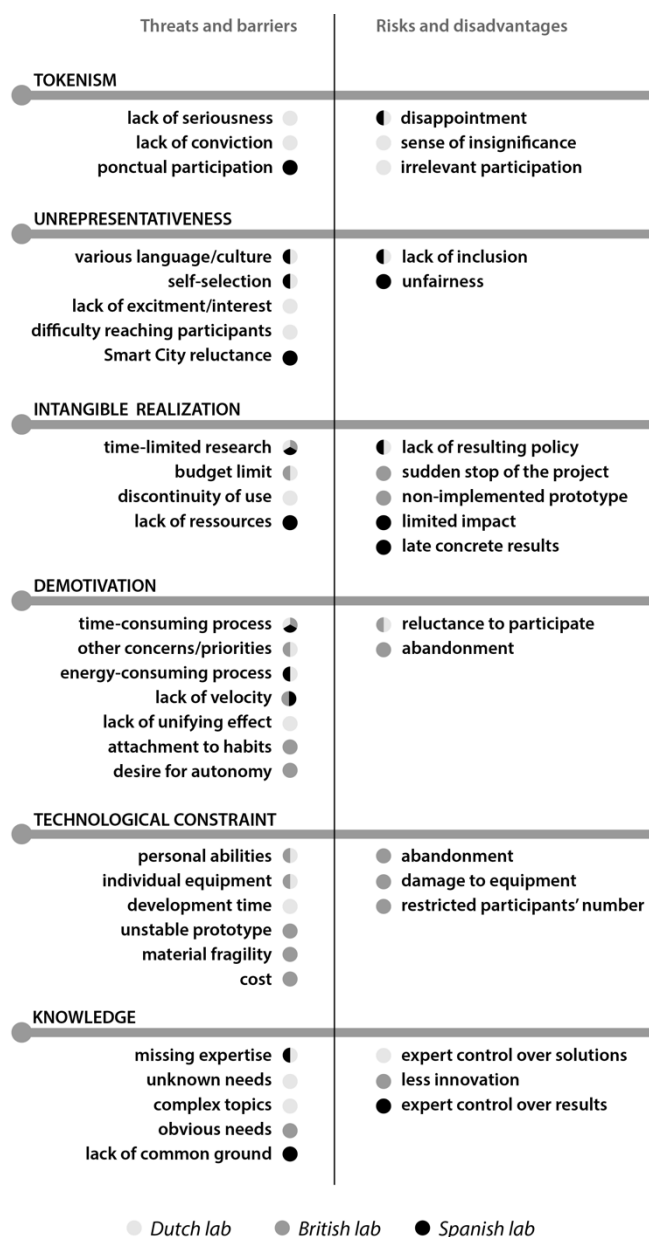 Threats and barriers Risks and disadvantages
TOKENISM
lack of seriousness disappointment
lack of conviction sense of insignificance
ponctual participation irrelevant participation
UNREPRESENTATIVENESS
various language/culture lack of inclusion
self-selection unfairness
lack of excitment/interest
difficulty reaching participants
Smart City reluctance
INTANGIBLE REALIZATION
time-limited research lack of resulting policy
budget limit sudden stop of the project
discontinuity of use non-implemented prototype
lack of ressources limited impact
late concrete results
DEMOTIVATION
time-consuming process reluctance to participate
other concerns/priorities abandonment
energy-consuming process
lack of velocity
lack of unifying effect
attachment to habits
desire for autonomy
TECHNOLOGICAL CONSTRAINT
personal abilities abandonment
individual equipment damage to equipment
development time restricted participants’ number
unstable prototype
material fragility
cost
KNOWLEDGE
missing expertise expert control over solutions
unknown needs less innovation
complex topics expert control over results
obvious needs
lack of common ground
Dutch lab British lab Spanish lab